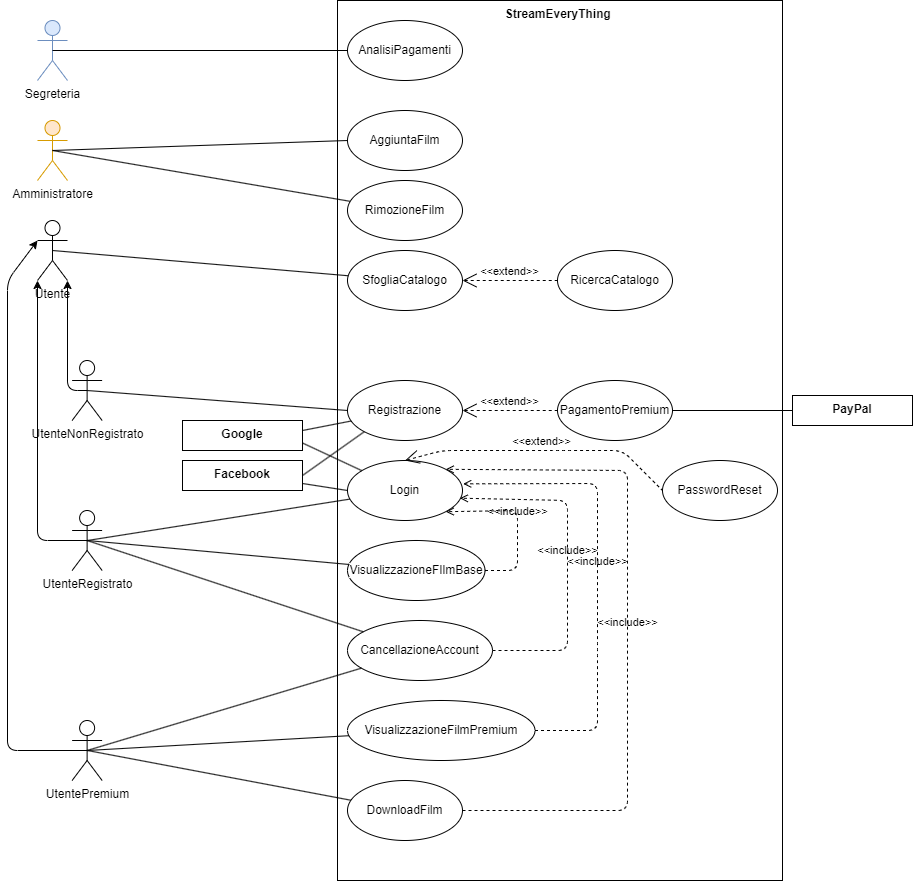 StreamEveryThing
AnalisiPagamenti
Segreteria
AggiuntaFilm
Amministratore
RimozioneFilm
Utente
SfogliaCatalogo
<<extend>>
RicercaCatalogo
UtenteNonRegistrato
Registrazione
<<extend>>
PagamentoPremium
PayPal
Google
Facebook
<<extend>>
Login
PasswordReset
<<include>>
UtenteRegistrato
VisualizzazioneFIlmBase
<<include>>
<<include>>
CancellazioneAccount
<<include>>
VisualizzazioneFilmPremium
UtentePremium
DownloadFilm